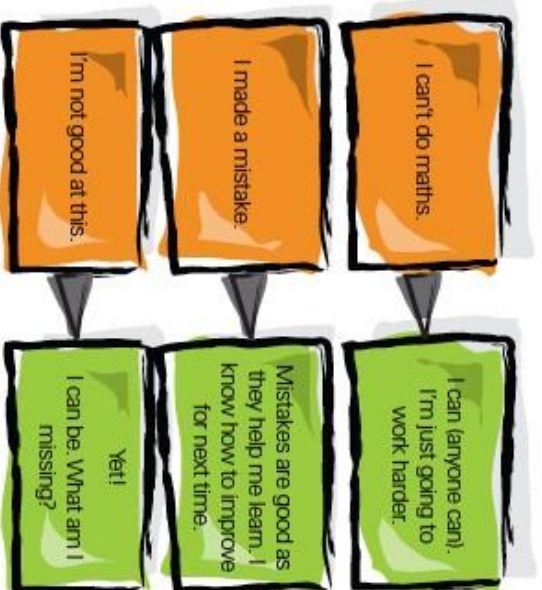 I can't do maths.
I can (anyone can).
I'm just going to
work harder.
I made a mistake.
Mistakes are good as
they help me learn. I
know how to improve
for next time.
I'm not good at this.
Yet!
I can be. What am I
missing?